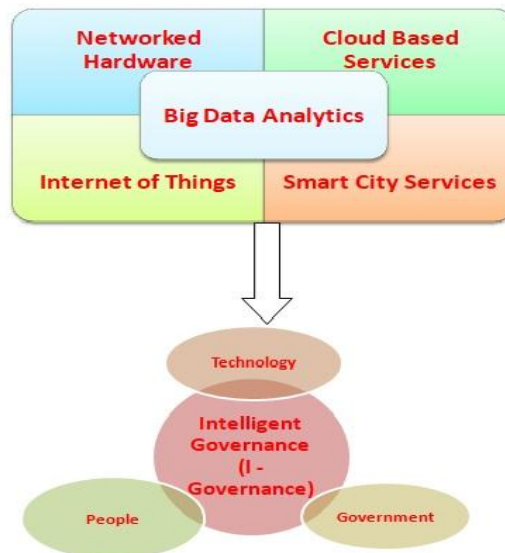 Networked
Hardware
Cloud Based
Services
Big Data Analytics
Internet of Things
Smart City Services
Technology
Intelligent
Governance
(I -
Governance)
People
Government